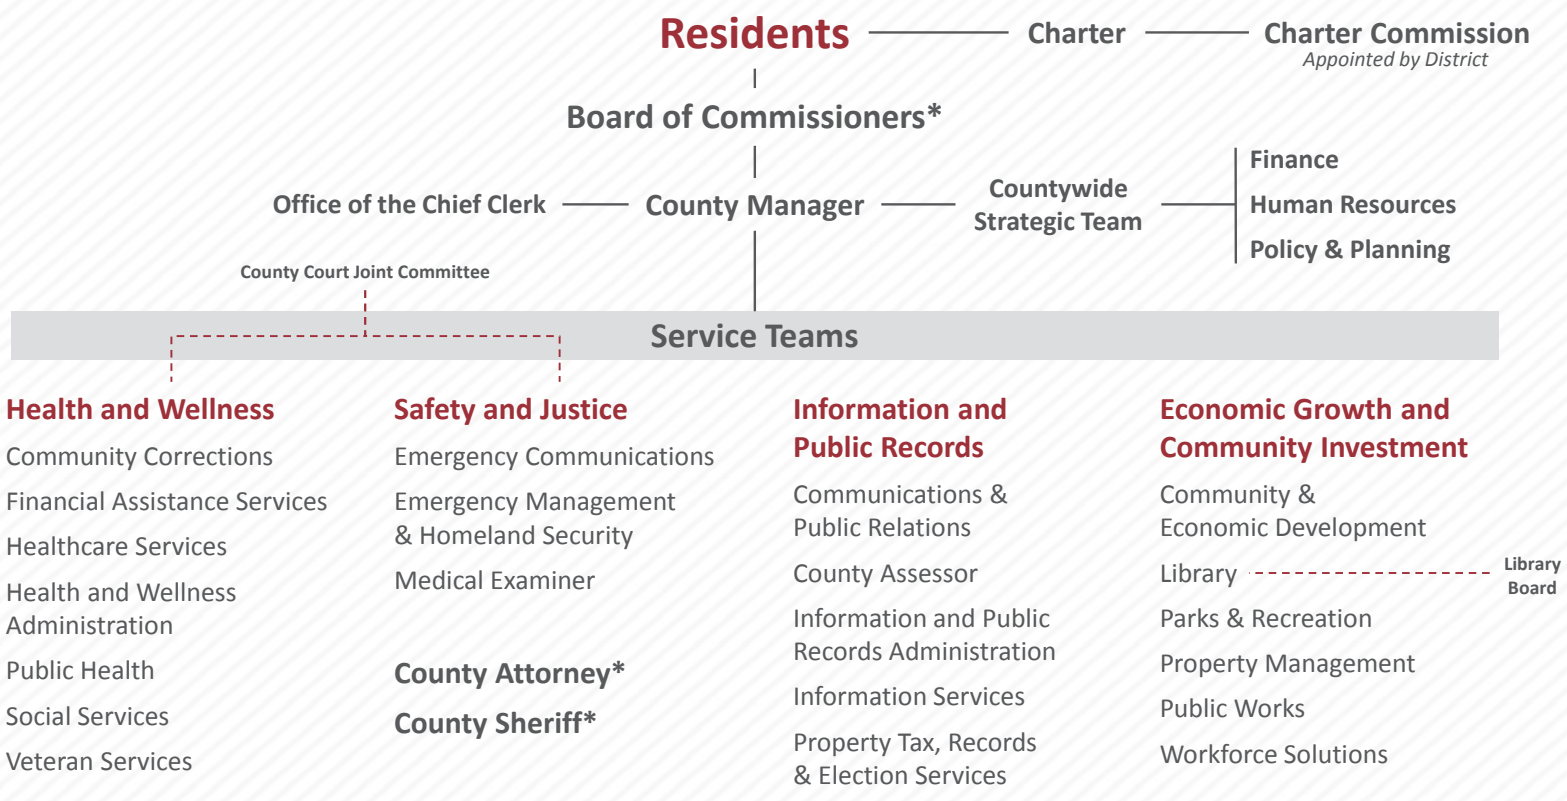 Residents
Charter
Charter Commission
Appointed by District
Board of Commissioners*
Office of the Chief Clerk
County Manager
Countywide
Strategic Team
Finance
Human Resources
Policy & Planning
County Court Joint Committee
Service Teams
Health and Wellness
Community Corrections
Financial Assistance Services
Healthcare Services
Health and Wellness
Administration
Public Health
Social Services
Veteran Services
Safety and Justice
Emergency Communications
Emergency Management
& Homeland Security
Medical Examiner
County Attorney*
County Sheriff*
Information and
Public Records
Communications &
Public Relations
County Assessor
Information and Public
Records Administration
Information Services
Property Tax, Records
& Election Services
Economic Growth and
Community Investment
Community &
Economic Development
Library
Library
Board
Parks & Recreation
Property Management
Public Works
Workforce Solutions